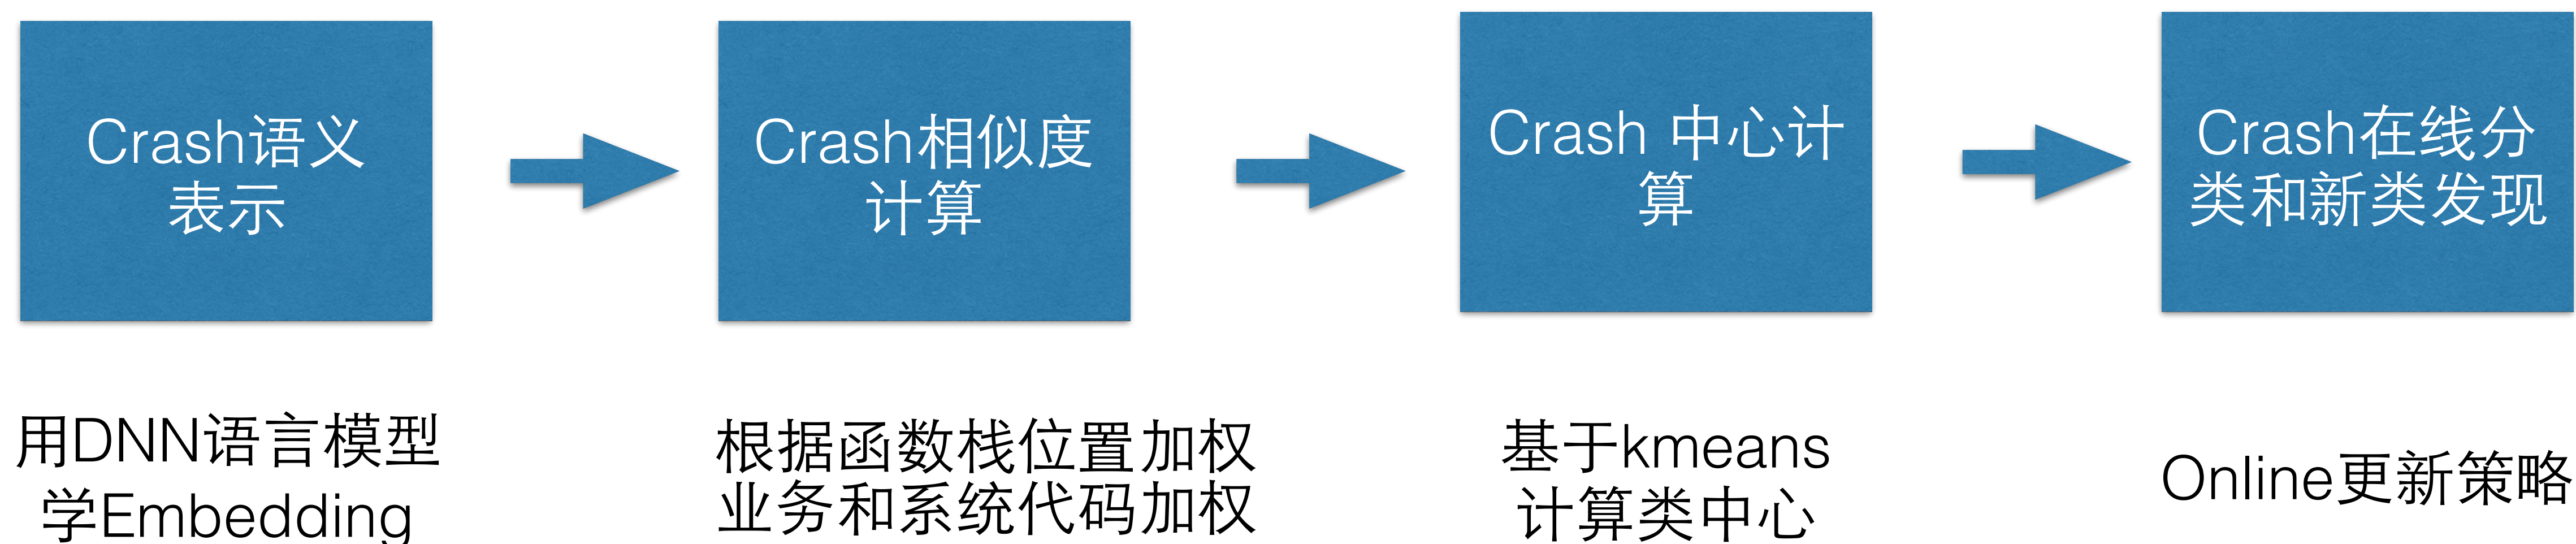 Crash语义
表示
Crash相似度
计算
Crash 中心计
算
Crash在线分
类和新类发现
用DNN语言模型
学Embedding
根据函数栈位置加权
业务和系统代码加权
基于kmeans
计算类中心
Online更新策略